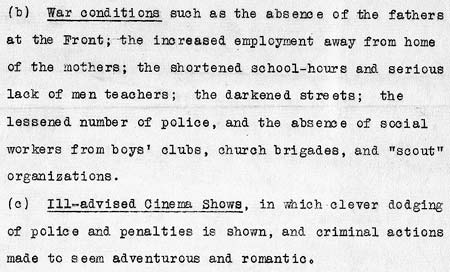 (b) War conditions such as the absence of the fathers
at the Front; the increased employment away from home
of the mothers; the shortened school-hours and serious
lack of men teachers; the darkened streets; the
lessened number of police, and the absence of social
workers from boys' clubs, church brigades, and "scout"
organizations.
(c) Ill-advised Cinema Shows, in which clever dodging
of police and penalties is shown, and criminal actions
made to seem adventurous and romantic.